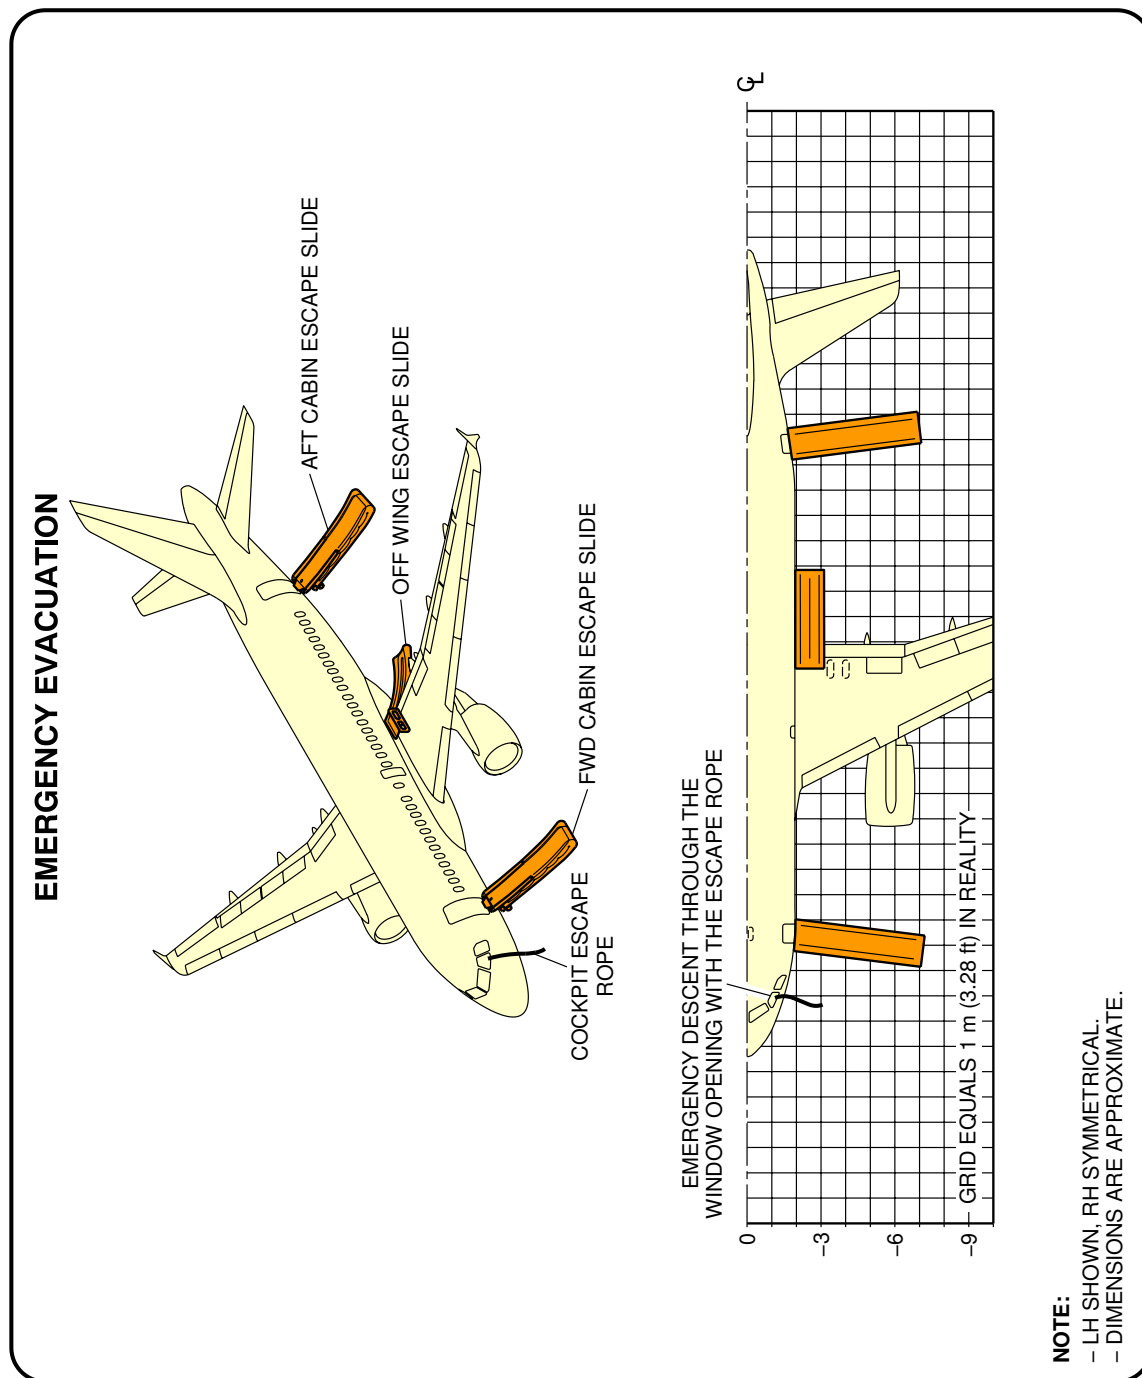 EMERGENCY EVACUATION
AFT CABIN ESCAPE SLIDE
OFF WING ESCAPE SLIDE
FWD CABIN ESCAPE SLIDE
COCKPIT ESCAPE
ROPE
EMERGENCY DESCENT THROUGH THE
WINDOW OPENING WITH THE ESCAPE ROPE
CL
0
–3
–6
–9
GRID EQUALS 1 m (3.28 ft) IN REALITY
NOTE:
– LH SHOWN, RH SYMMETRICAL.
– DIMENSIONS ARE APPROXIMATE.